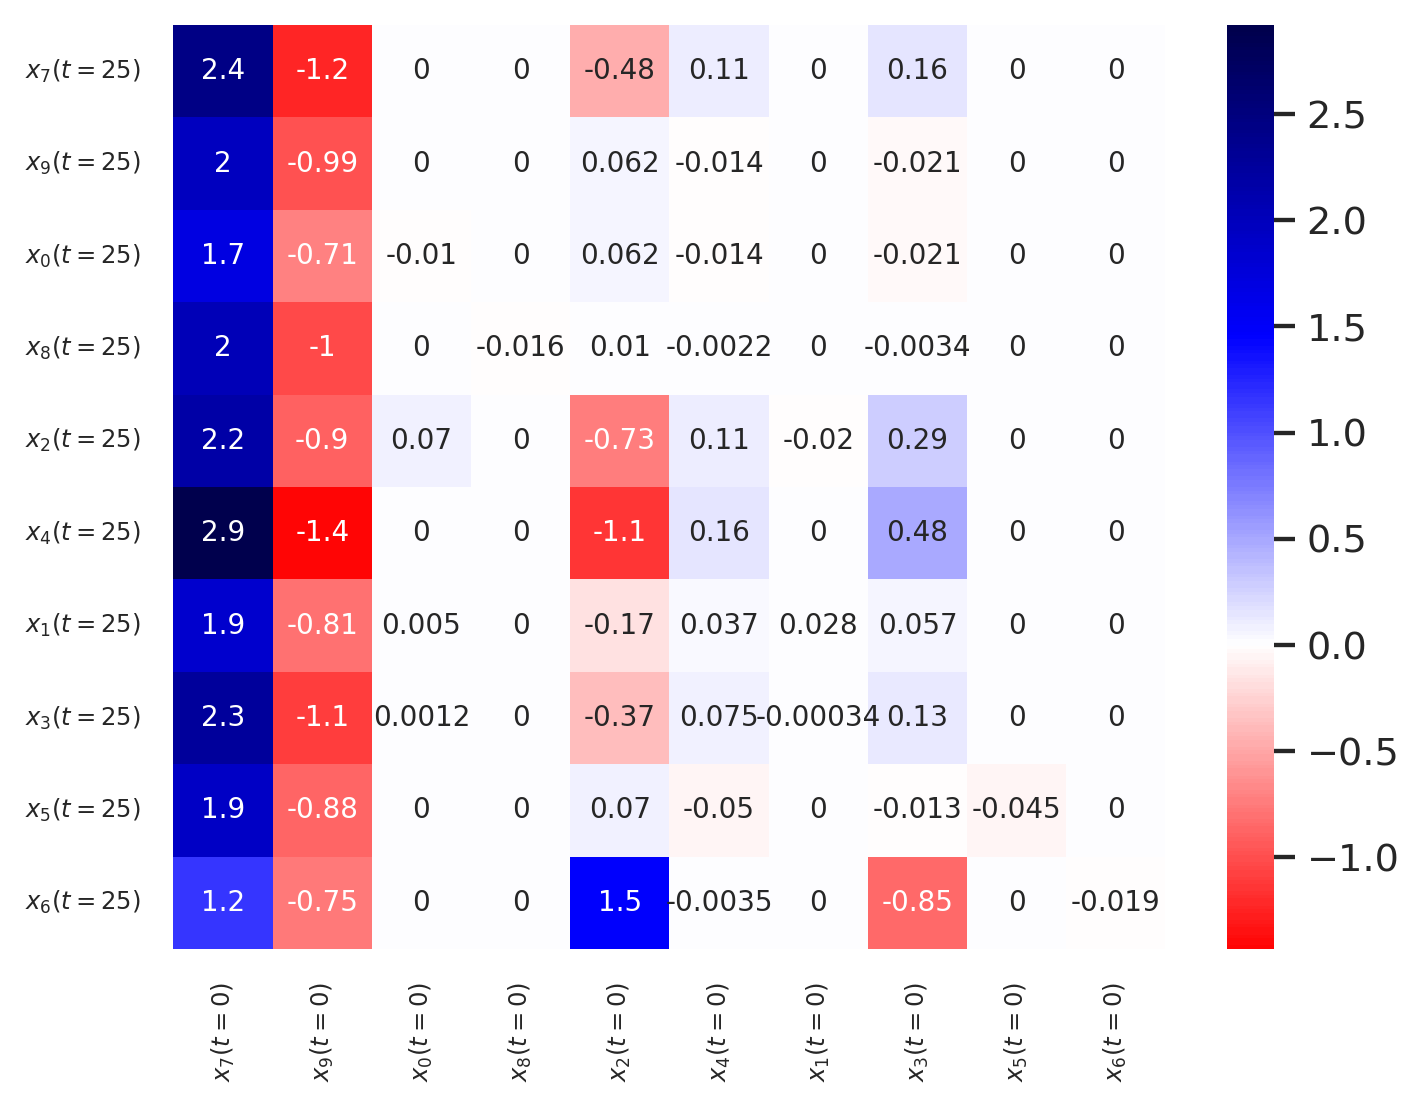 x₇(t = 25) 2.4 -1.2 0 0 -0.48 0.11 0 0.16 0 0
x₉(t = 25) 2 -0.99 0 0 0.062 -0.014 0 -0.021 0 0
x₀(t = 25) 1.7 -0.71 -0.01 0 0.062 -0.014 0 -0.021 0 0
x₈(t = 25) 2 -1 0 -0.016 0.01 -0.0022 0 -0.0034 0 0
x₂(t = 25) 2.2 -0.9 0.07 0 -0.73 0.11 -0.02 0.29 0 0
x₄(t = 25) 2.9 -1.4 0 0 -1.1 0.16 0 0.48 0 0
x₁(t = 25) 1.9 -0.81 0.005 0 -0.17 0.037 0.028 0.057 0 0
x₃(t = 25) 2.3 -1.1 0.0012 0 -0.37 0.075 -0.00034 0.13 0 0
x₅(t = 25) 1.9 -0.88 0 0 0.07 -0.05 0 -0.013 -0.045 0
x₆(t = 25) 1.2 -0.75 0 0 1.5 -0.0035 0 -0.85 0 -0.019
x₇(t = 0)
x₉(t = 0)
x₀(t = 0)
x₈(t = 0)
x₂(t = 0)
x₄(t = 0)
x₁(t = 0)
x₃(t = 0)
x₅(t = 0)
x₆(t = 0)
2.5
2.0
1.5
1.0
0.5
0.0
−0.5
−1.0